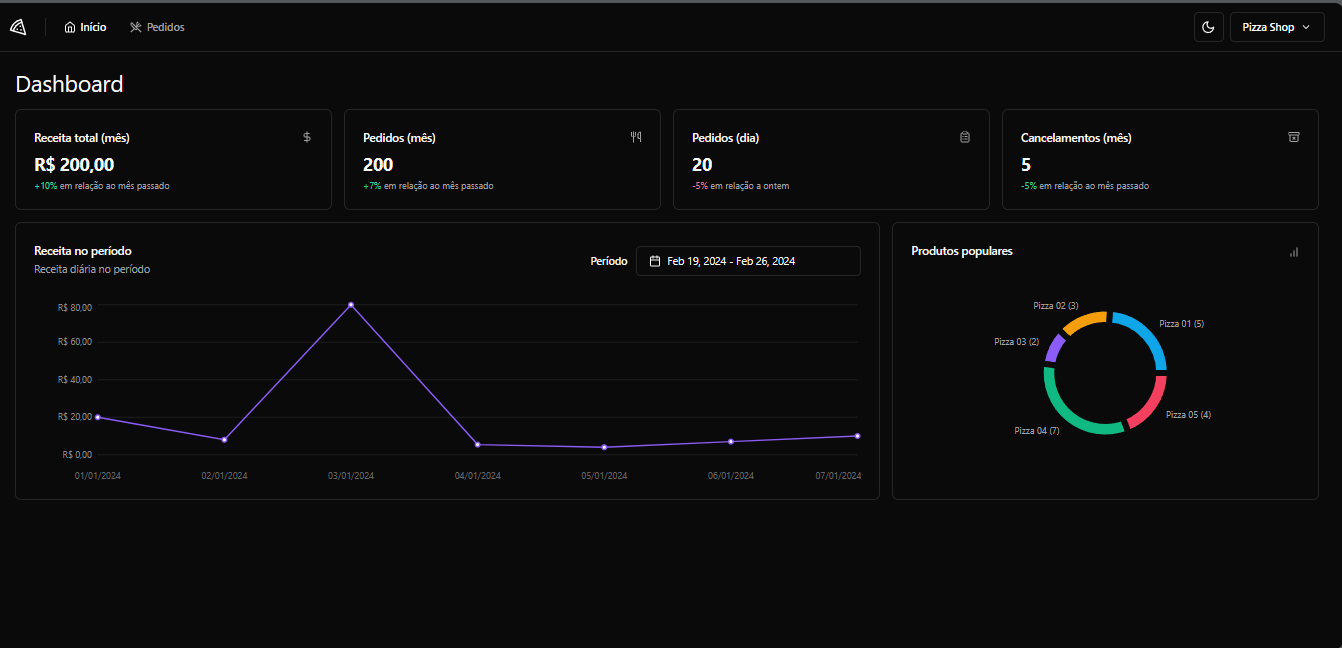 Início
Pedidos
Pizza Shop
Dashboard
Receita total (mês)
R$ 200,00
+10% em relação ao mês passado
Pedidos (mês)
200
+7% em relação ao mês passado
Pedidos (dia)
20
-5% em relação a ontem
Cancelamentos (mês)
5
-5% em relação ao mês passado
Receita no período
Receita diária no período
Período
Feb 19, 2024 - Feb 26, 2024
R$ 80,00
R$ 60,00
R$ 40,00
R$ 20,00
R$ 0,00
01/01/2024
02/01/2024
03/01/2024
04/01/2024
05/01/2024
06/01/2024
07/01/2024
Produtos populares
Pizza 02 (3)
Pizza 01 (5)
Pizza 03 (2)
Pizza 05 (4)
Pizza 04 (7)